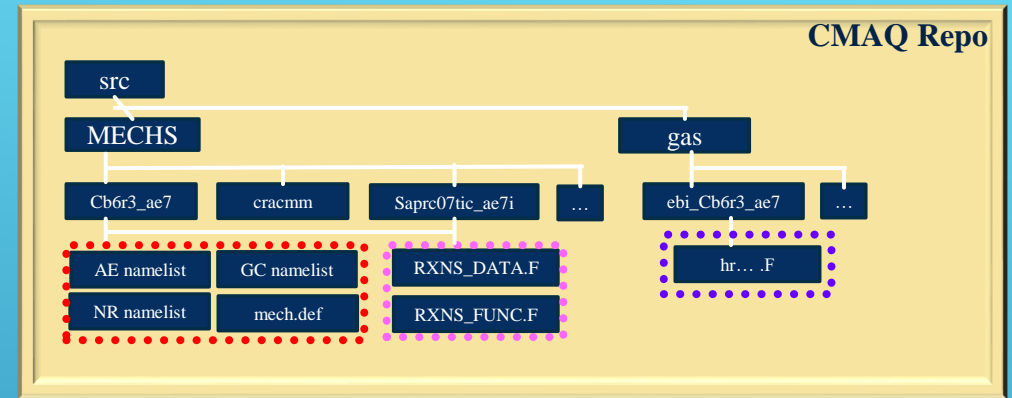 CMAQ Repo
src
MECHS
gas
Cb6r3_ae7
cracmm
Saprc07tic_ae7i
…
ebi_Cb6r3_ae7
…
AE namelist
GC namelist
RXNS_DATA.F
hr… .F
NR namelist
mech.def
RXNS_FUNC.F